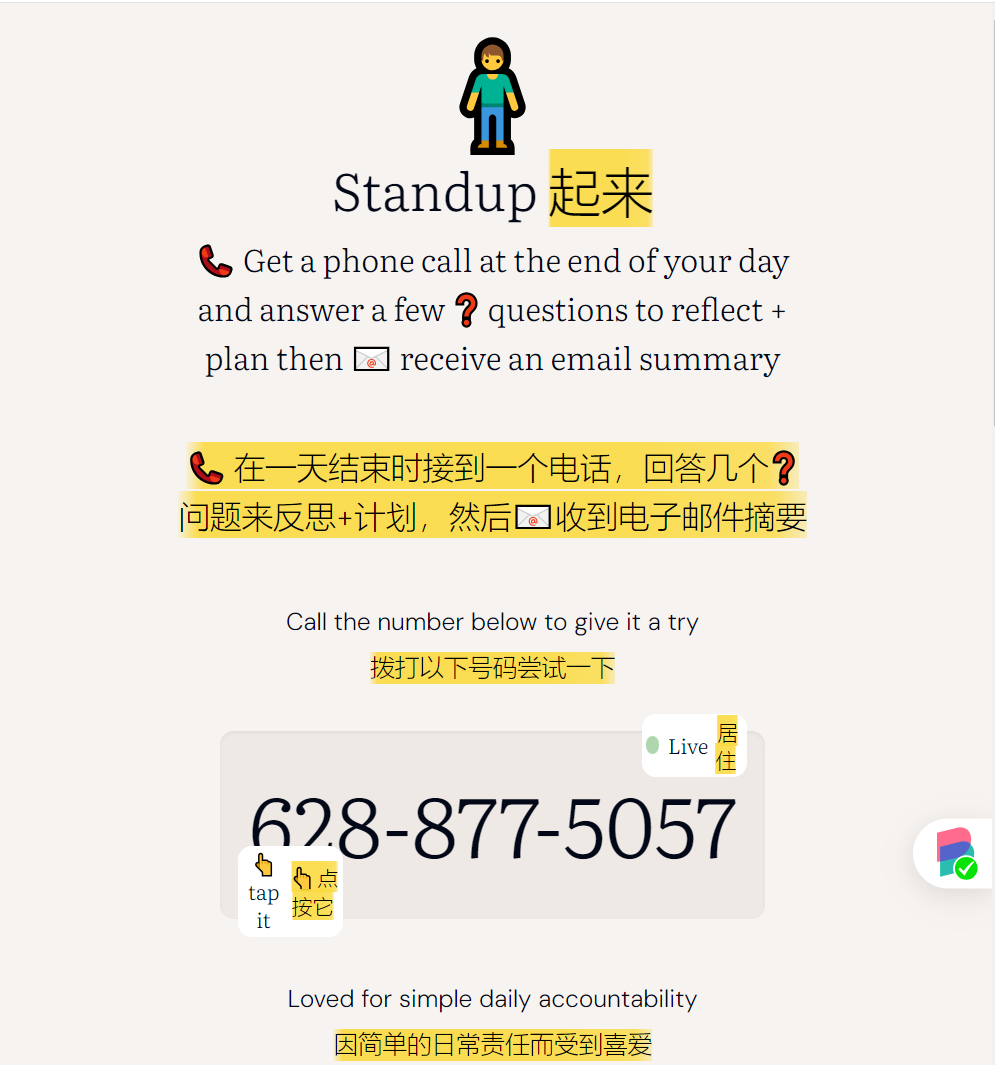 Standup 起来
📞 Get a phone call at the end of your day
and answer a few ❓ questions to reflect +
plan then 📧 receive an email summary
📞 在一天结束时接到一个电话，回答几个❓
问题来反思+计划，然后📧收到电子邮件摘要
Call the number below to give it a try
拨打以下号码尝试一下
Live
居
住
628-877-5057
👆
tap
it
👆 点
按它
Loved for simple daily accountability
因简单的日常责任而受到喜爱